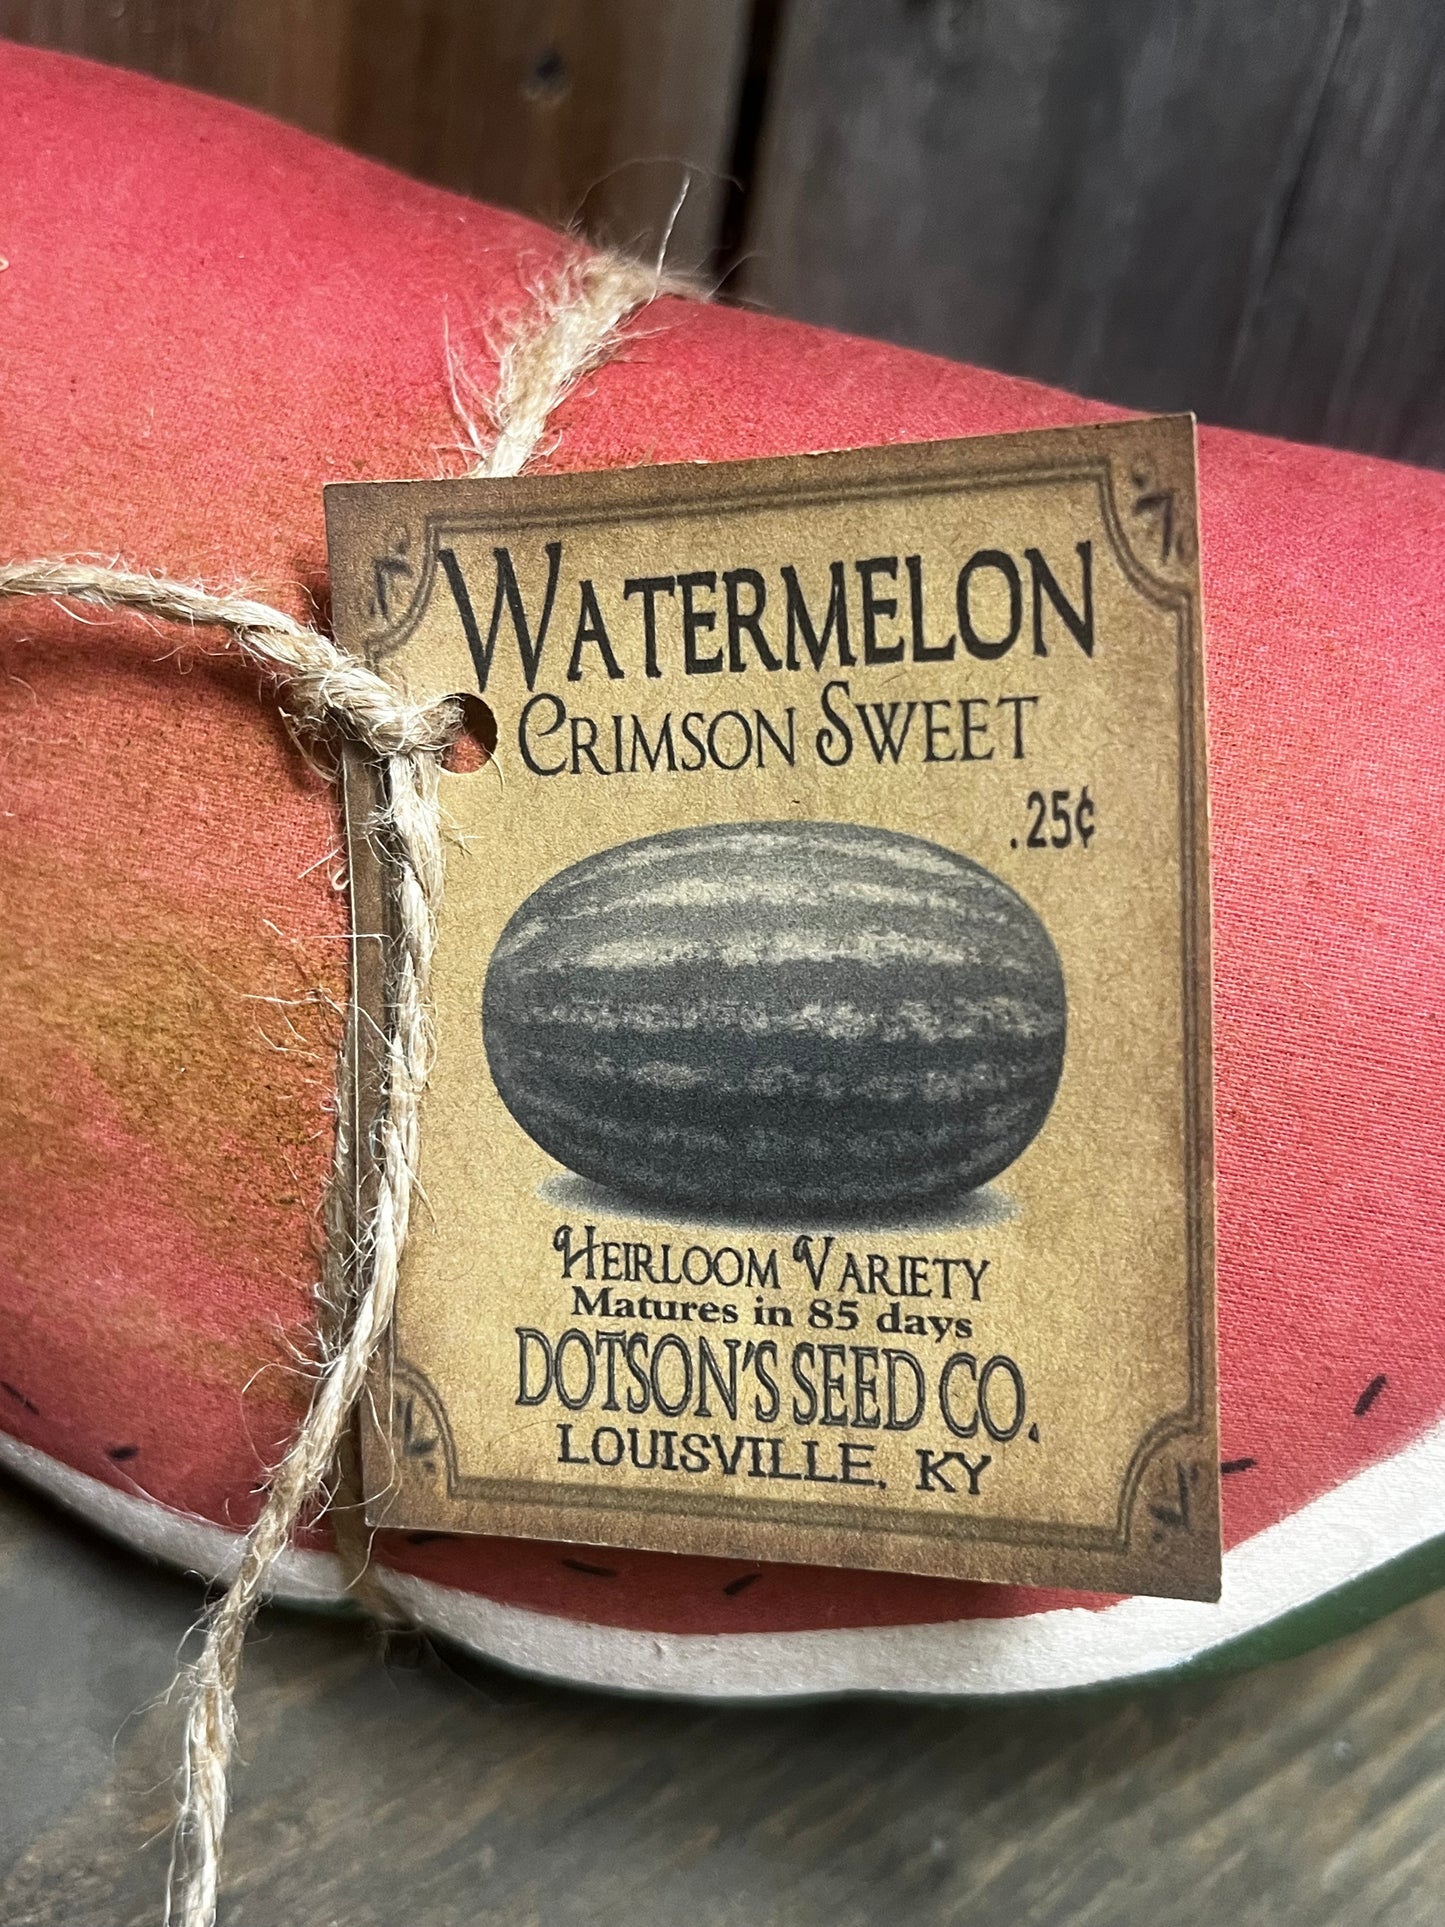 WATERMELON
CRIMSON SWEET
.25¢
HEIRLOOM VARIETY
Matures in 85 days
DOTSON'S SEED CO.
LOUISVILLE, KY